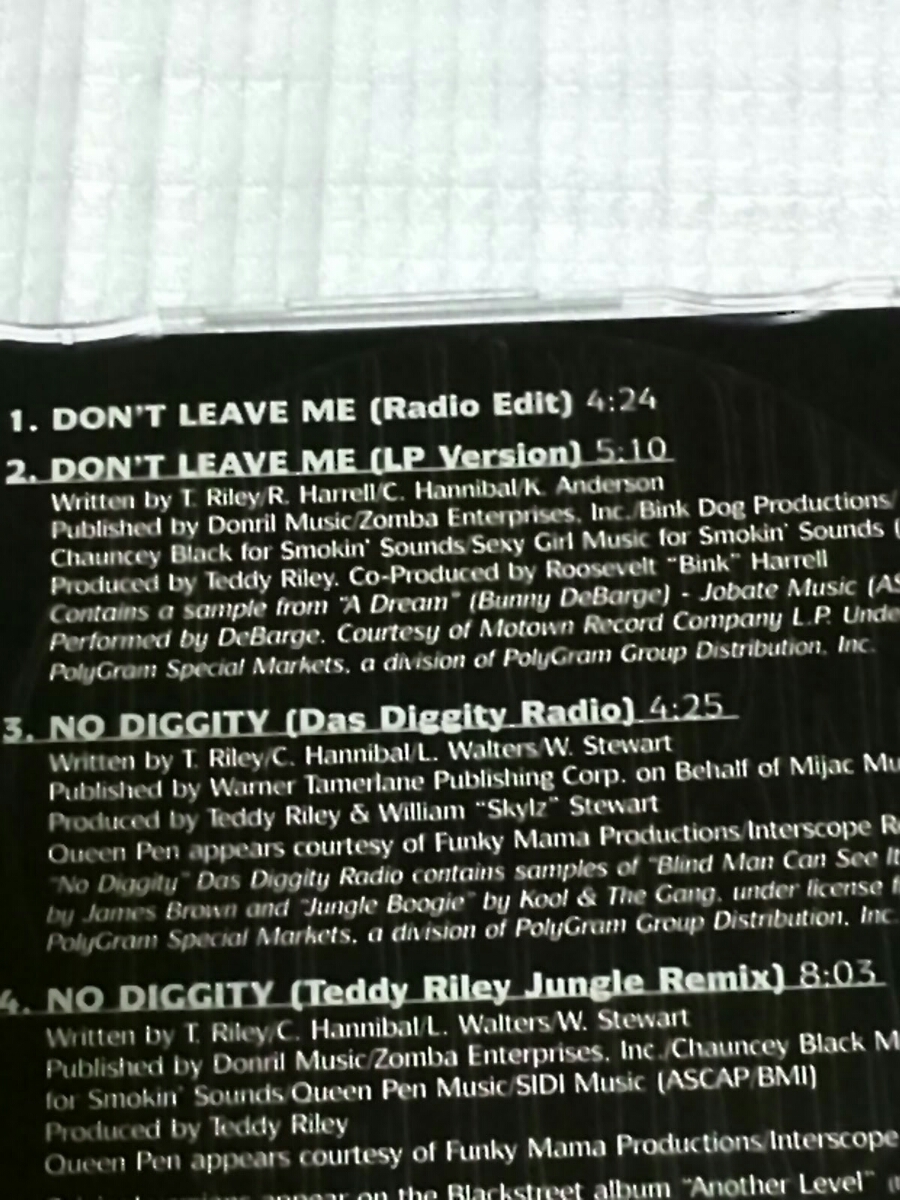 1. DON'T LEAVE ME (Radio Edit) 4:24
2. DON'T LEAVE ME (LP Version) 5:10
Written by T. Riley/R. Harrell/C. Hannibal/K. Anderson
Published by Donril Music/Zomba Enterprises, Inc./Bink Dog Productions/
Chauncey Black for Smokin' Sounds/Sexy Girl Music for Smokin' Sounds (
Produced by Teddy Riley. Co-Produced by Roosevelt "Bink" Harrell
Contains a sample from "A Dream" (Bunny DeBarge) - Jobate Music (AS
Performed by DeBarge. Courtesy of Motown Record Company L.P. Unde
PolyGram Special Markets, a division of PolyGram Group Distribution, Inc.
3. NO DIGGITY (Das Diggity Radio) 4:25
Written by T. Riley/C. Hannibal/L. Walters/W. Stewart
Published by Warner Tamerlane Publishing Corp. on Behalf of Mijac Mu
Produced by Teddy Riley & William "Skylz" Stewart
Queen Pen appears courtesy of Funky Mama Productions/Interscope R
"No Diggity" Das Diggity Radio contains samples of "Blind Man Can See It
by James Brown and "Jungle Boogie" by Kool & The Gang, under license f
PolyGram Special Markets, a division of PolyGram Group Distribution, Inc.
4. NO DIGGITY (Teddy Riley Jungle Remix) 8:03
Written by T. Riley/C. Hannibal/L. Walters/W. Stewart
Published by Donril Music/Zomba Enterprises, Inc./Chauncey Black M
for Smokin' Sounds/Queen Pen Music/SIDI Music (ASCAP/BMI)
Produced by Teddy Riley
Queen Pen appears courtesy of Funky Mama Productions/Interscope
appear on the Blackstreet album "Another Level"